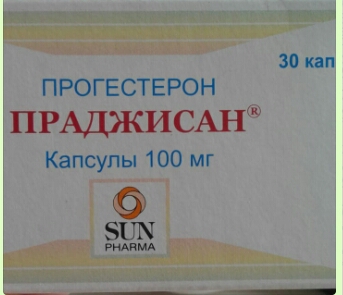 30 кап
ПРОГЕСТЕРОН
ПРАДЖИСАН®
Капсулы 100 мг
SUN
PHARMA